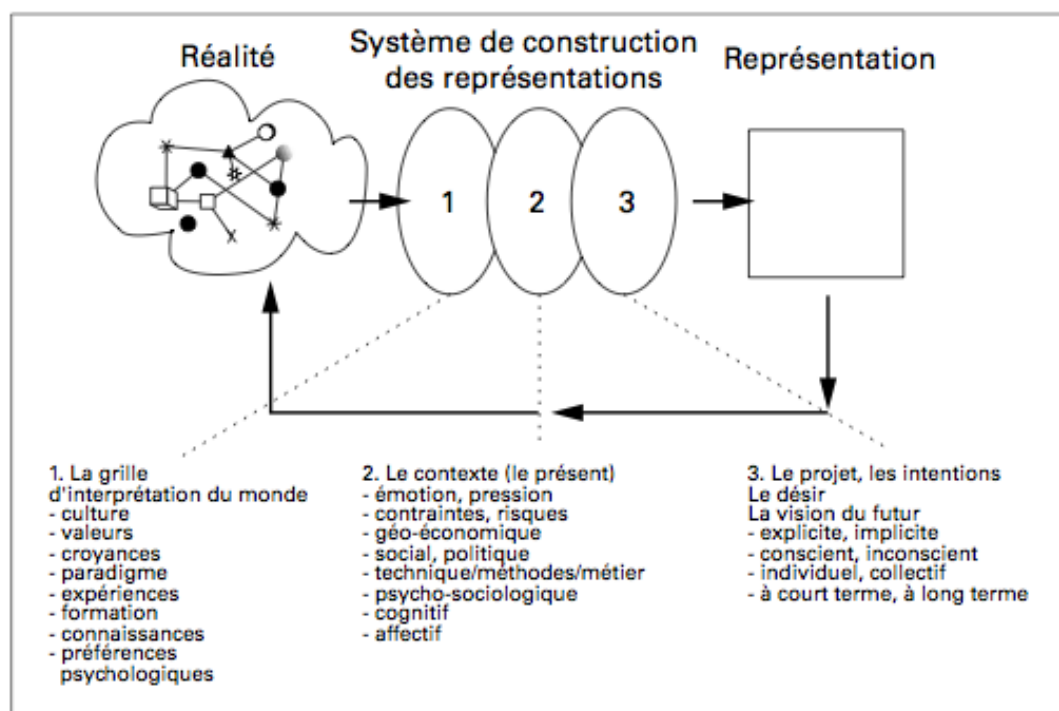 Réalité
Système de construction
des représentations
Représentation
1
2
3
1. La grille
d'interprétation du monde
- culture
- valeurs
- croyances
- paradigme
- expériences
- formation
- connaissances
- préférences
psychologiques
2. Le contexte (le présent)
- émotion, pression
- contraintes, risques
- géo-économique
- social, politique
- technique/méthodes/métier
- psycho-sociologique
- cognitif
- affectif
3. Le projet, les intentions
Le désir
La vision du futur
- explicite, implicite
- conscient, inconscient
- individuel, collectif
- à court terme, à long terme